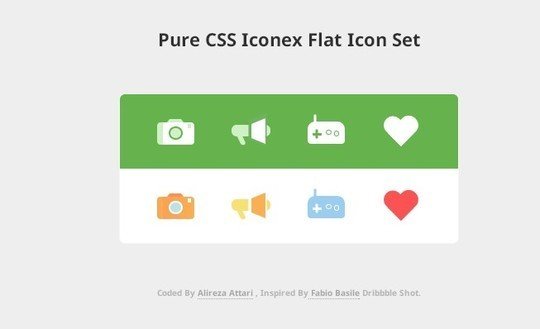 Pure CSS Iconex Flat Icon Set
Coded By Alireza Attari , Inspired By Fabio Basile Dribbble Shot.